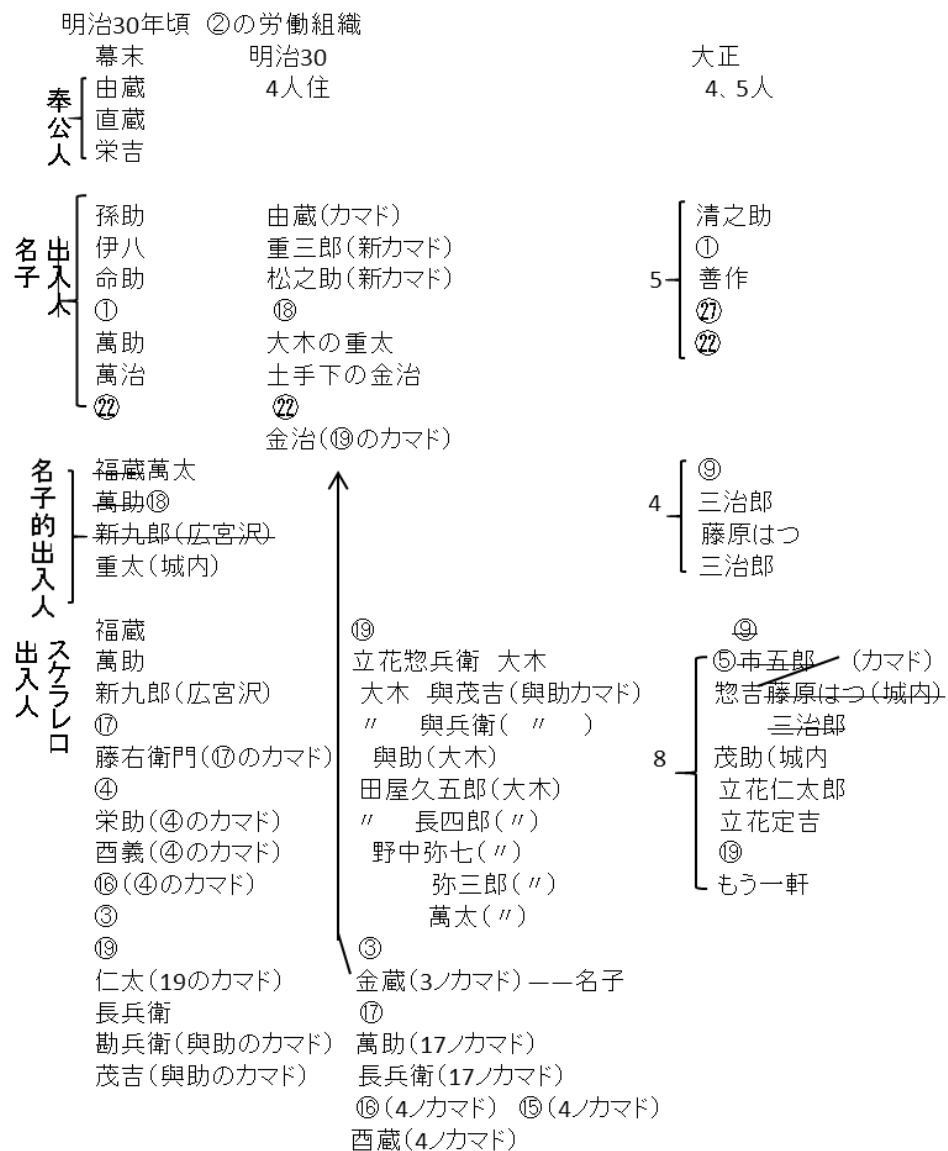 明治30年頃 ②の労働組織
幕末 明治30 大正
奉公人
由蔵 4人住 4、5人
直蔵
栄吉
出入人
名子
孫助 由蔵(カマド) 清之助
伊八 重三郎(新カマド) ①
命助 松之助(新カマド) 5 善作
① ⑱ ㉗
萬助 大木の重太 ㉒
萬治 土手下の金治
㉒ ㉒
金治(⑲のカマド)
名子的出入人
福蔵萬太 ⑨
萬助⑱ 4 三治郎
新九郎(広宮沢) 藤原はつ
重太(城内) 三治郎
スケラレロ
出入人
福蔵 ⑲ ⑨
萬助 立花惣兵衛 大木 ⑤市五郎 (カマド)
新九郎(広宮沢) 大木 與茂吉(與助カマド) 惣吉藤原はつ(城内)
⑰ 〃 與兵衛( 〃 ) 三治郎
藤右衛門(⑰のカマド) 與助(大木) 8 茂助(城内
④ 田屋久五郎(大木) 立花仁太郎
栄助(④のカマド) 〃 長四郎(〃) 立花定吉
酉義(④のカマド) 野中弥七(〃) ⑲
⑯(④のカマド) 弥三郎(〃) もう一軒
③ 萬太(〃)
⑲ ③
仁太(19のカマド) 金蔵(3ノカマド)——名子
長兵衛 ⑰
勘兵衛(與助のカマド) 萬助(17ノカマド)
茂吉(與助のカマド) 長兵衛(17ノカマド)
⑯(4ノカマド) ⑮(4ノカマド)
酉蔵(4ノカマド)